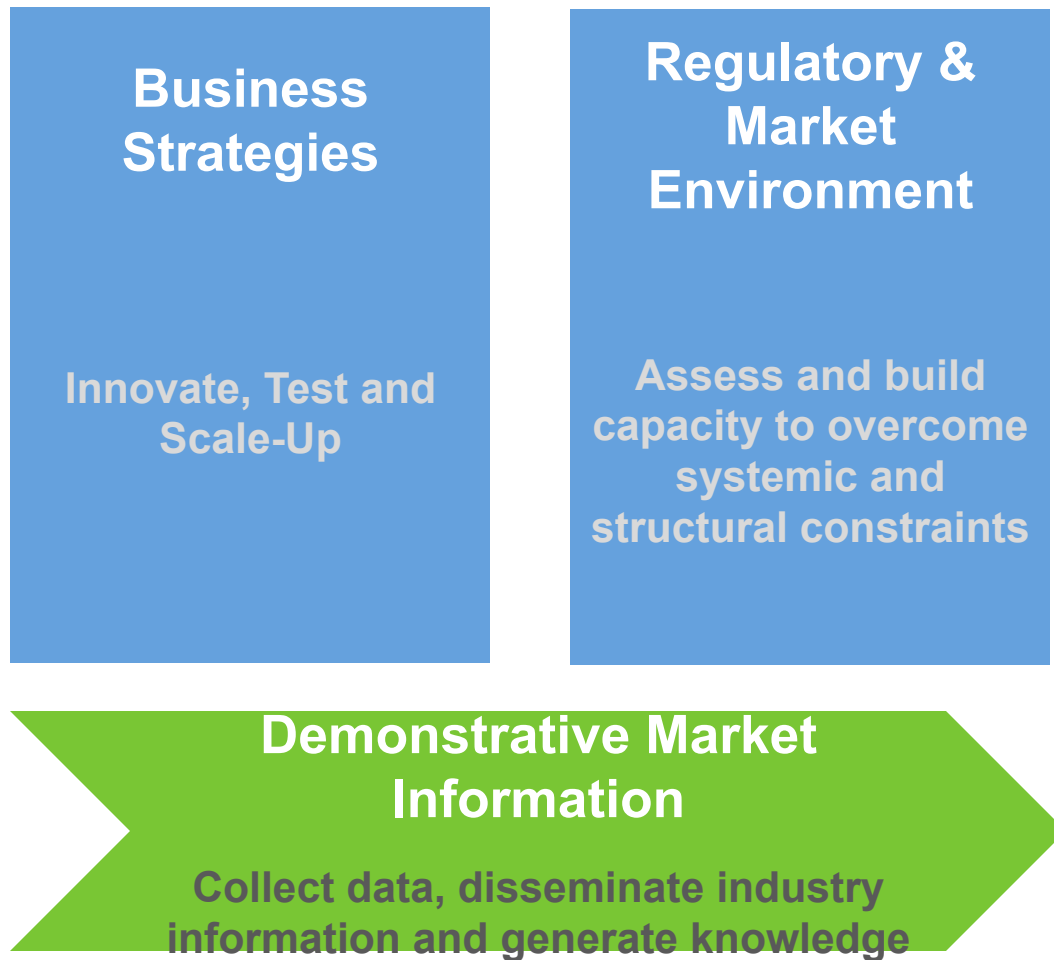 Business
Strategies
Innovate, Test and
Scale-Up
Regulatory &
Market
Environment
Assess and build
capacity to overcome
systemic and
structural constraints
Demonstrative Market
Information
Collect data, disseminate industry
information and generate knowledge